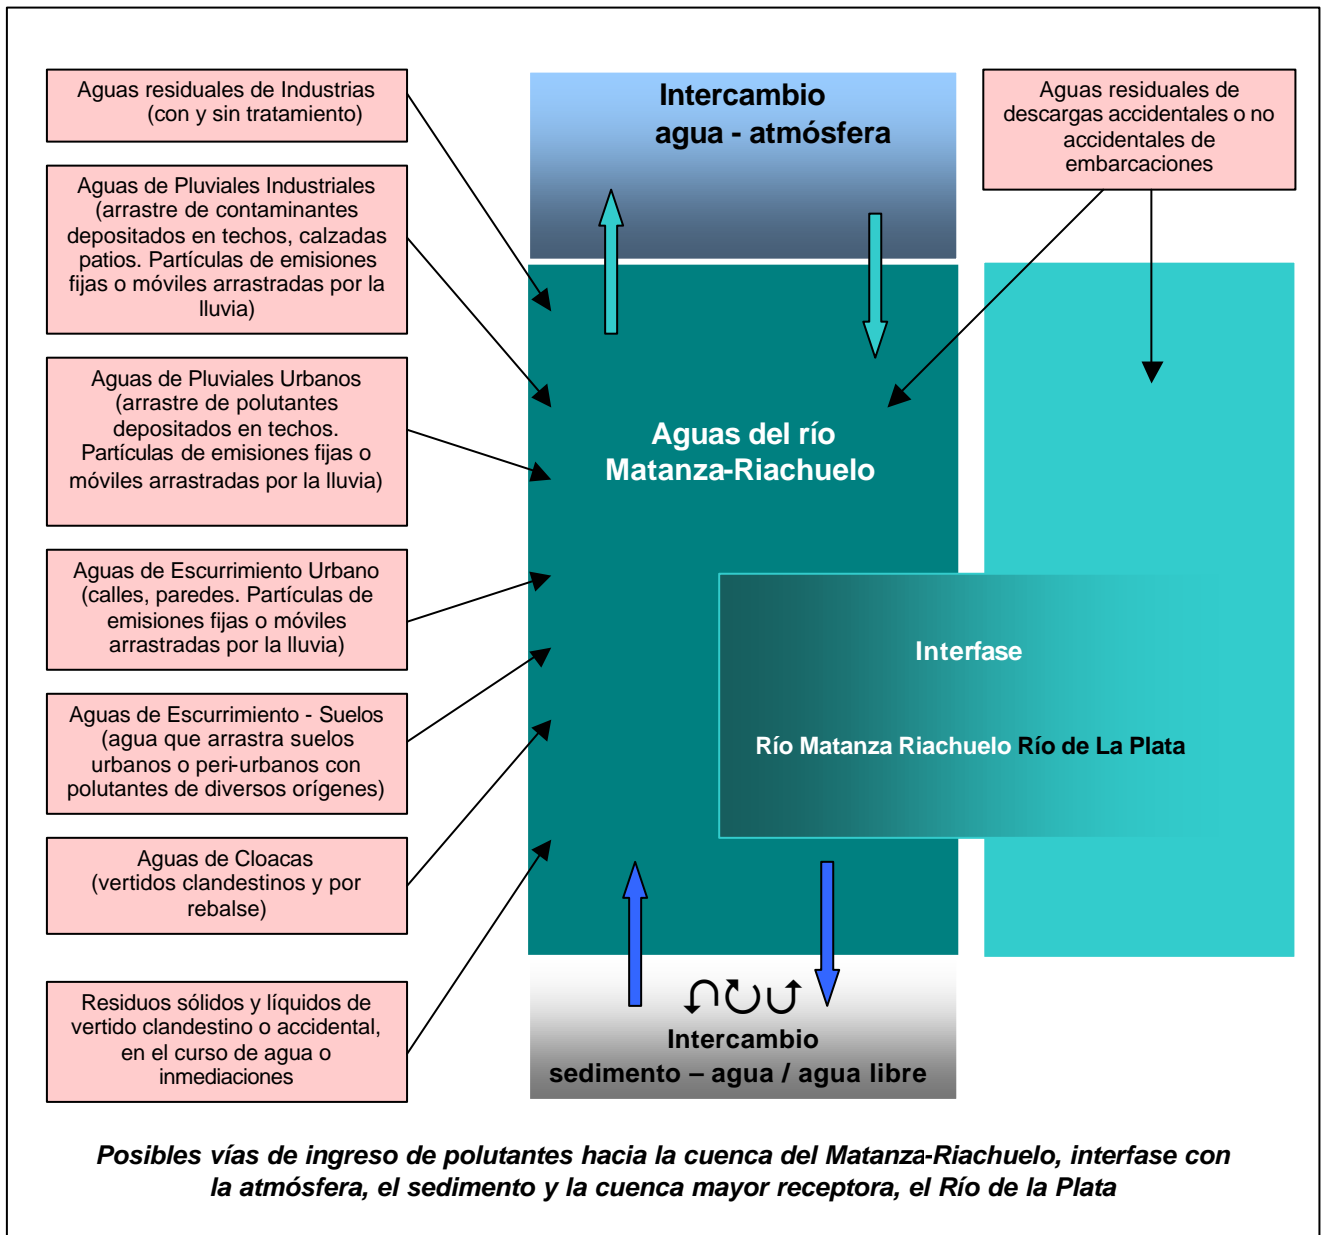 Aguas residuales de Industrias
(con y sin tratamiento)
Aguas de Pluviales Industriales
(arrastre de contaminantes
depositados en techos, calzadas
patios. Partículas de emisiones
fijas o móviles arrastradas por la
lluvia)
Aguas de Pluviales Urbanos
(arrastre de polutantes
depositados en techos.
Partículas de emisiones fijas o
móviles arrastradas por la lluvia)
Aguas de Escurrimiento Urbano
(calles, paredes. Partículas de
emisiones fijas o móviles
arrastradas por la lluvia)
Aguas de Escurrimiento - Suelos
(agua que arrastra suelos
urbanos o peri-urbanos con
polutantes de diversos orígenes)
Aguas de Cloacas
(vertidos clandestinos y por
rebalse)
Residuos sólidos y líquidos de
vertido clandestino o accidental,
en el curso de agua o
inmediaciones
Intercambio
agua - atmósfera
Aguas del río
Matanza-Riachuelo
Interfase
Río Matanza Riachuelo Río de La Plata
Intercambio
sedimento – agua / agua libre
Aguas residuales de
descargas accidentales o no
accidentales de
embarcaciones
Posibles vías de ingreso de polutantes hacia la cuenca del Matanza-Riachuelo, interfase con
la atmósfera, el sedimento y la cuenca mayor receptora, el Río de la Plata